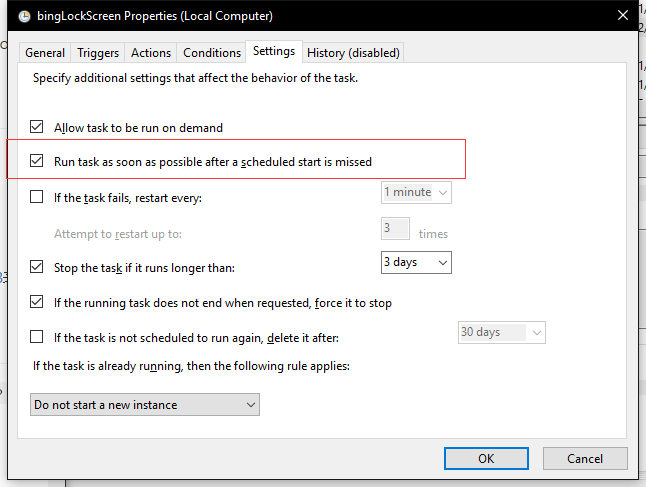 bingLockScreen Properties (Local Computer)
General Triggers Actions Conditions Settings History (disabled)
Specify additional settings that affect the behavior of the task.
Allow task to be run on demand
Run task as soon as possible after a scheduled start is missed
If the task fails, restart every: 1 minute
Attempt to restart up to: 3 times
Stop the task if it runs longer than: 3 days
If the running task does not end when requested, force it to stop
If the task is not scheduled to run again, delete it after: 30 days
If the task is already running, then the following rule applies:
Do not start a new instance
OK Cancel